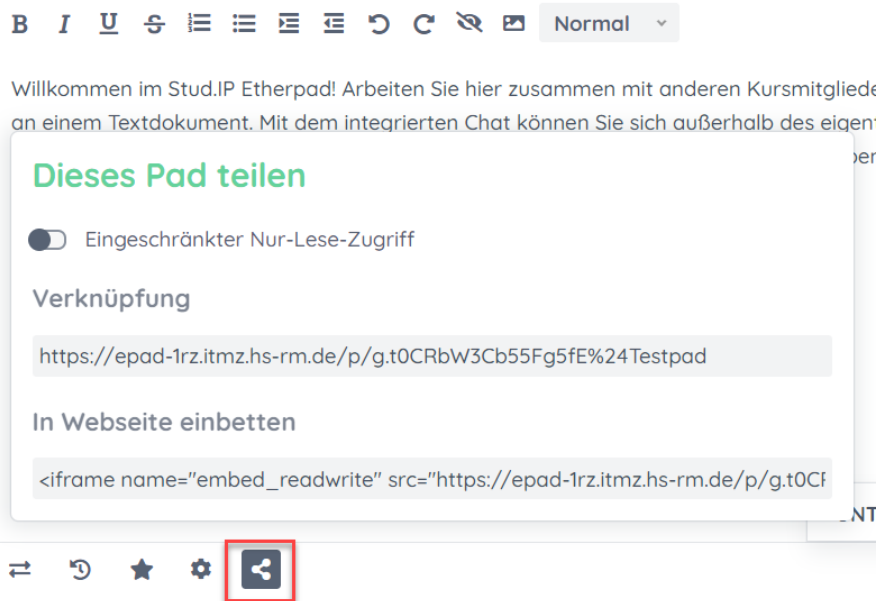 B I U S Normal
Willkommen im Stud.IP Etherpad! Arbeiten Sie hier zusammen mit anderen
an einem Textdokument. Mit dem integrierten Chat können Sie sich außerhalb des
Dieses Pad teilen
Eingeschränkter Nur-Lese-Zugriff
Verknüpfung
https://epad-1rz.itmz.hs-rm.de/p/g.t0CRbW3Cb55Fg5fE%24Testpad
In Webseite einbetten
<iframe name="embed_readwrite" src="https://epad-1rz.itmz.hs-rm.de/p/g.t0CF